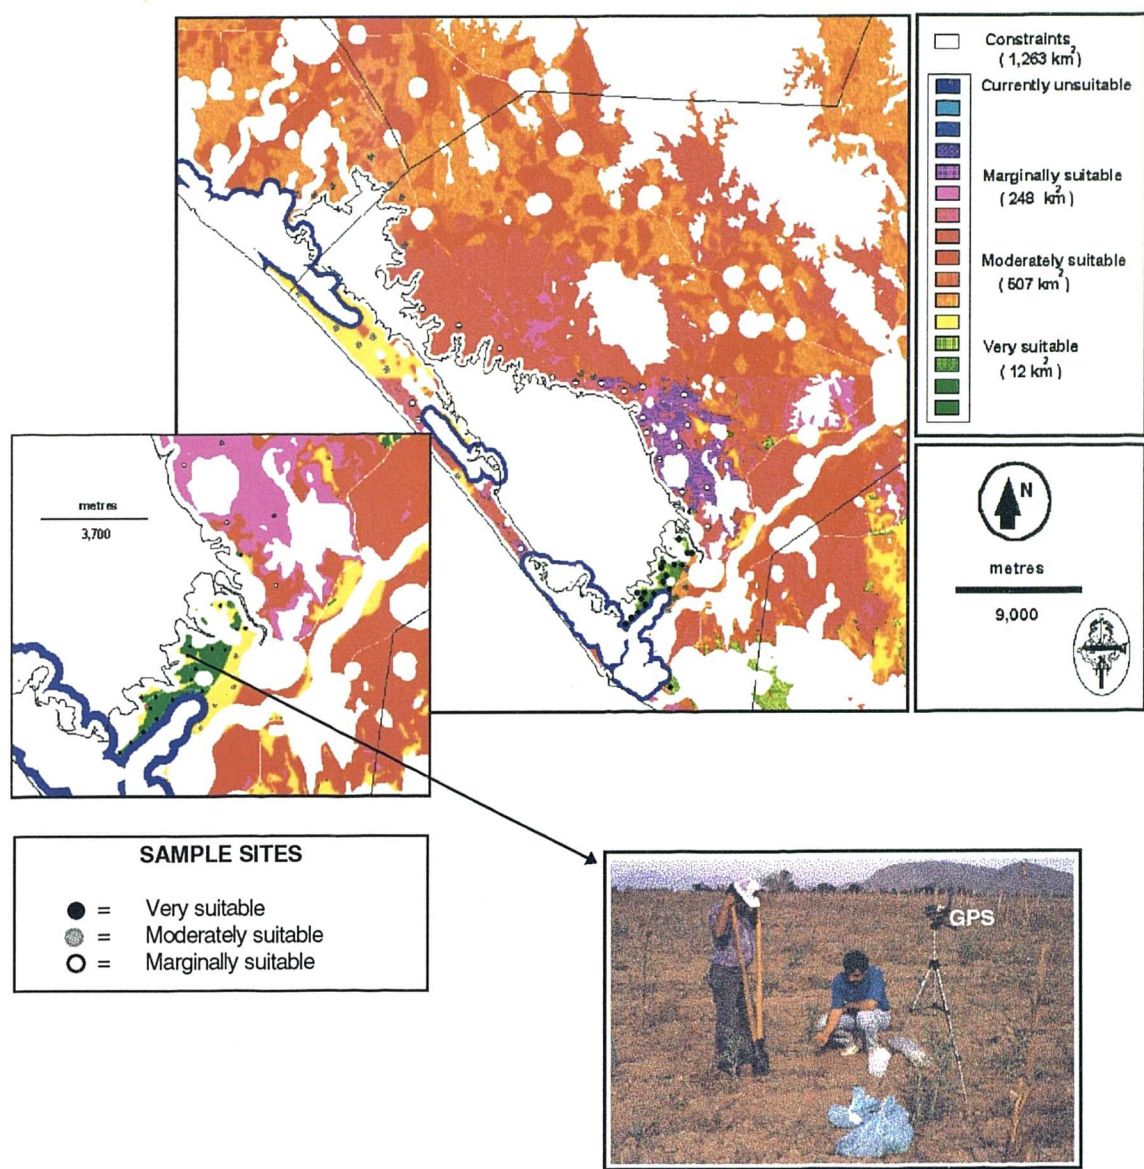 Constraints
( 1,263 km²)
Currently unsuitable
Marginally suitable
( 248 km²)
Moderately suitable
( 507 km²)
Very suitable
( 12 km²)
N
metres
9,000
metres
3,700
SAMPLE SITES
= Very suitable
= Moderately suitable
= Marginally suitable
GPS